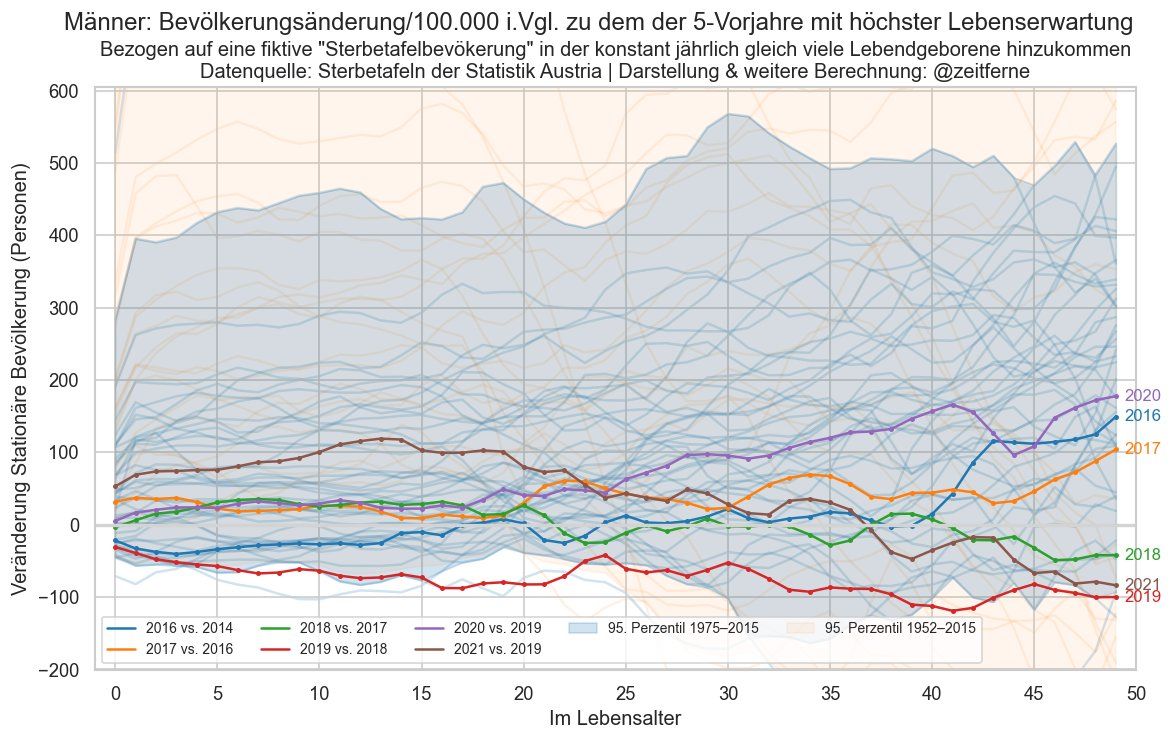 Männer: Bevölkerungsänderung/100.000 i.Vgl. zu dem der 5-Vorjahre mit höchster Lebenserwartung
Bezogen auf eine fiktive "Sterbetafelbevökerung" in der konstant jährlich gleich viele Lebendgeborene hinzukommen
Datenquelle: Sterbetafeln der Statistik Austria | Darstellung & weitere Berechnung: @zeitferne
Veränderung Stationäre Bevölkerung (Personen)
600
500
400
300
200
100
0
−100
−200
2020
2016
2017
2018
2021
2019
2016 vs. 2014
2018 vs. 2017
2020 vs. 2019
95. Perzentil 1975–2015
95. Perzentil 1952–2015
2017 vs. 2016
2019 vs. 2018
2021 vs. 2019
0 5 10 15 20 25 30 35 40 45 50
Im Lebensalter